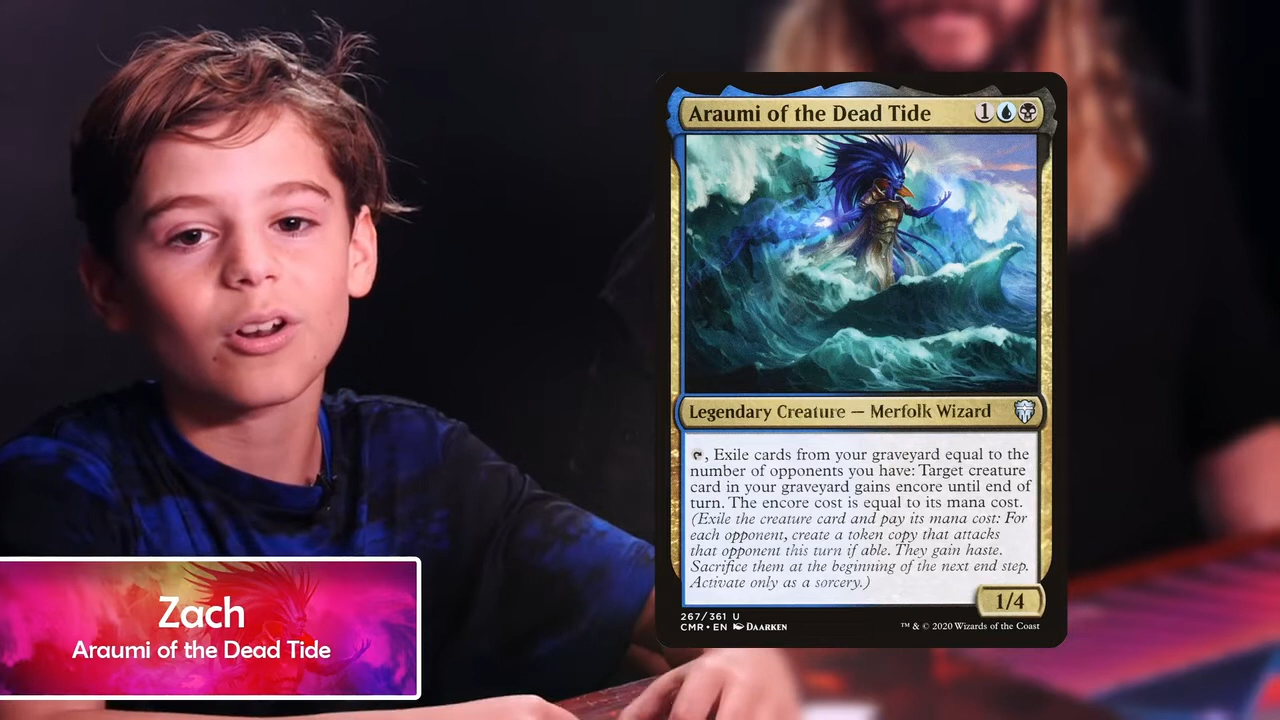 Araumi of the Dead Tide 1
Legendary Creature — Merfolk Wizard
, Exile cards from your graveyard equal to the
number of opponents you have: Target creature
card in your graveyard gains encore until end of
turn. The encore cost is equal to its mana cost.
(Exile the creature card and pay its mana cost: For
each opponent, create a token copy that attacks
that opponent this turn if able. They gain haste.
Sacrifice them at the beginning of the next end step.
Activate only as a sorcery.)
1/4
267/361 U
CMR • EN DAARKEN
™ & © 2020 Wizards of the Coast
Zach
Araumi of the Dead Tide